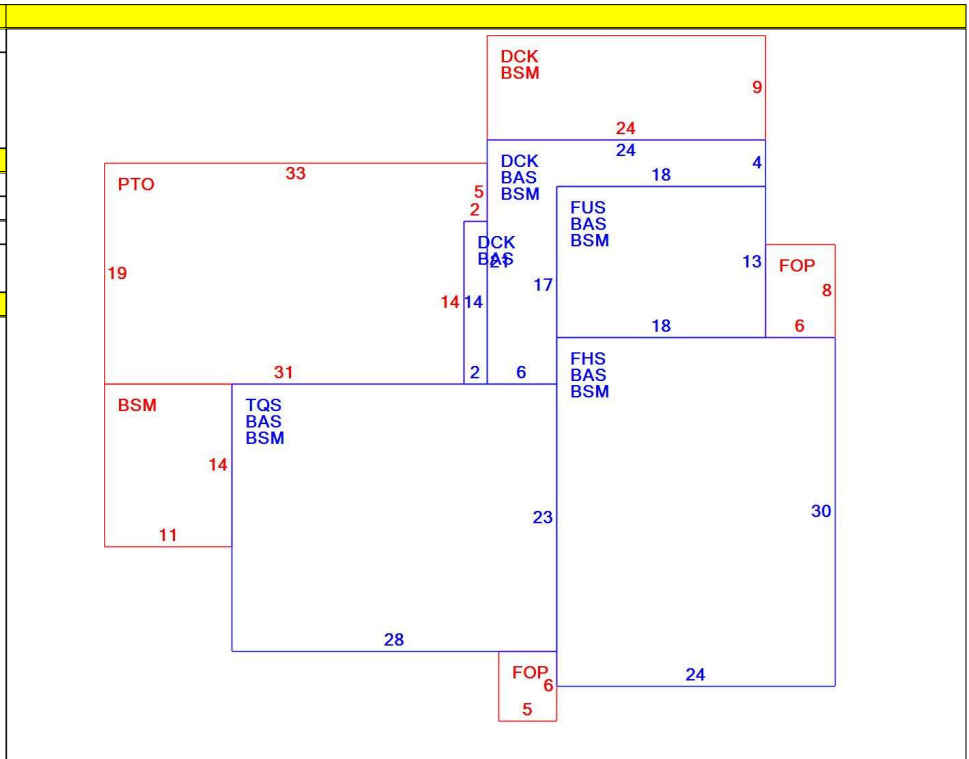 DCK
BSM
9
24
24
DCK
BAS
BSM
4
18
33
PTO
5
2
FUS
BAS
BSM
DCK
BAS
21
13
FOP
8
19
17
14
14
18
6
31
2
6
FHS
BAS
BSM
BSM
TQS
BAS
BSM
14
11
23
30
28
FOP
6
5
24